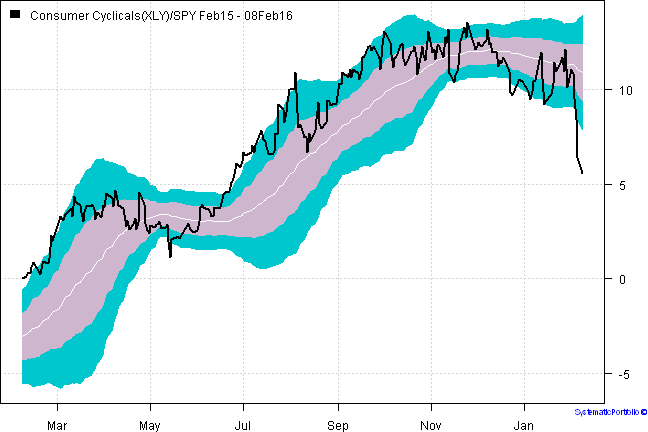 Consumer Cyclicals(XLY)/SPY Feb15 - 08Feb16
10
5
0
-5
Mar May Jul Sep Nov Jan
SystematicPortfolio ©